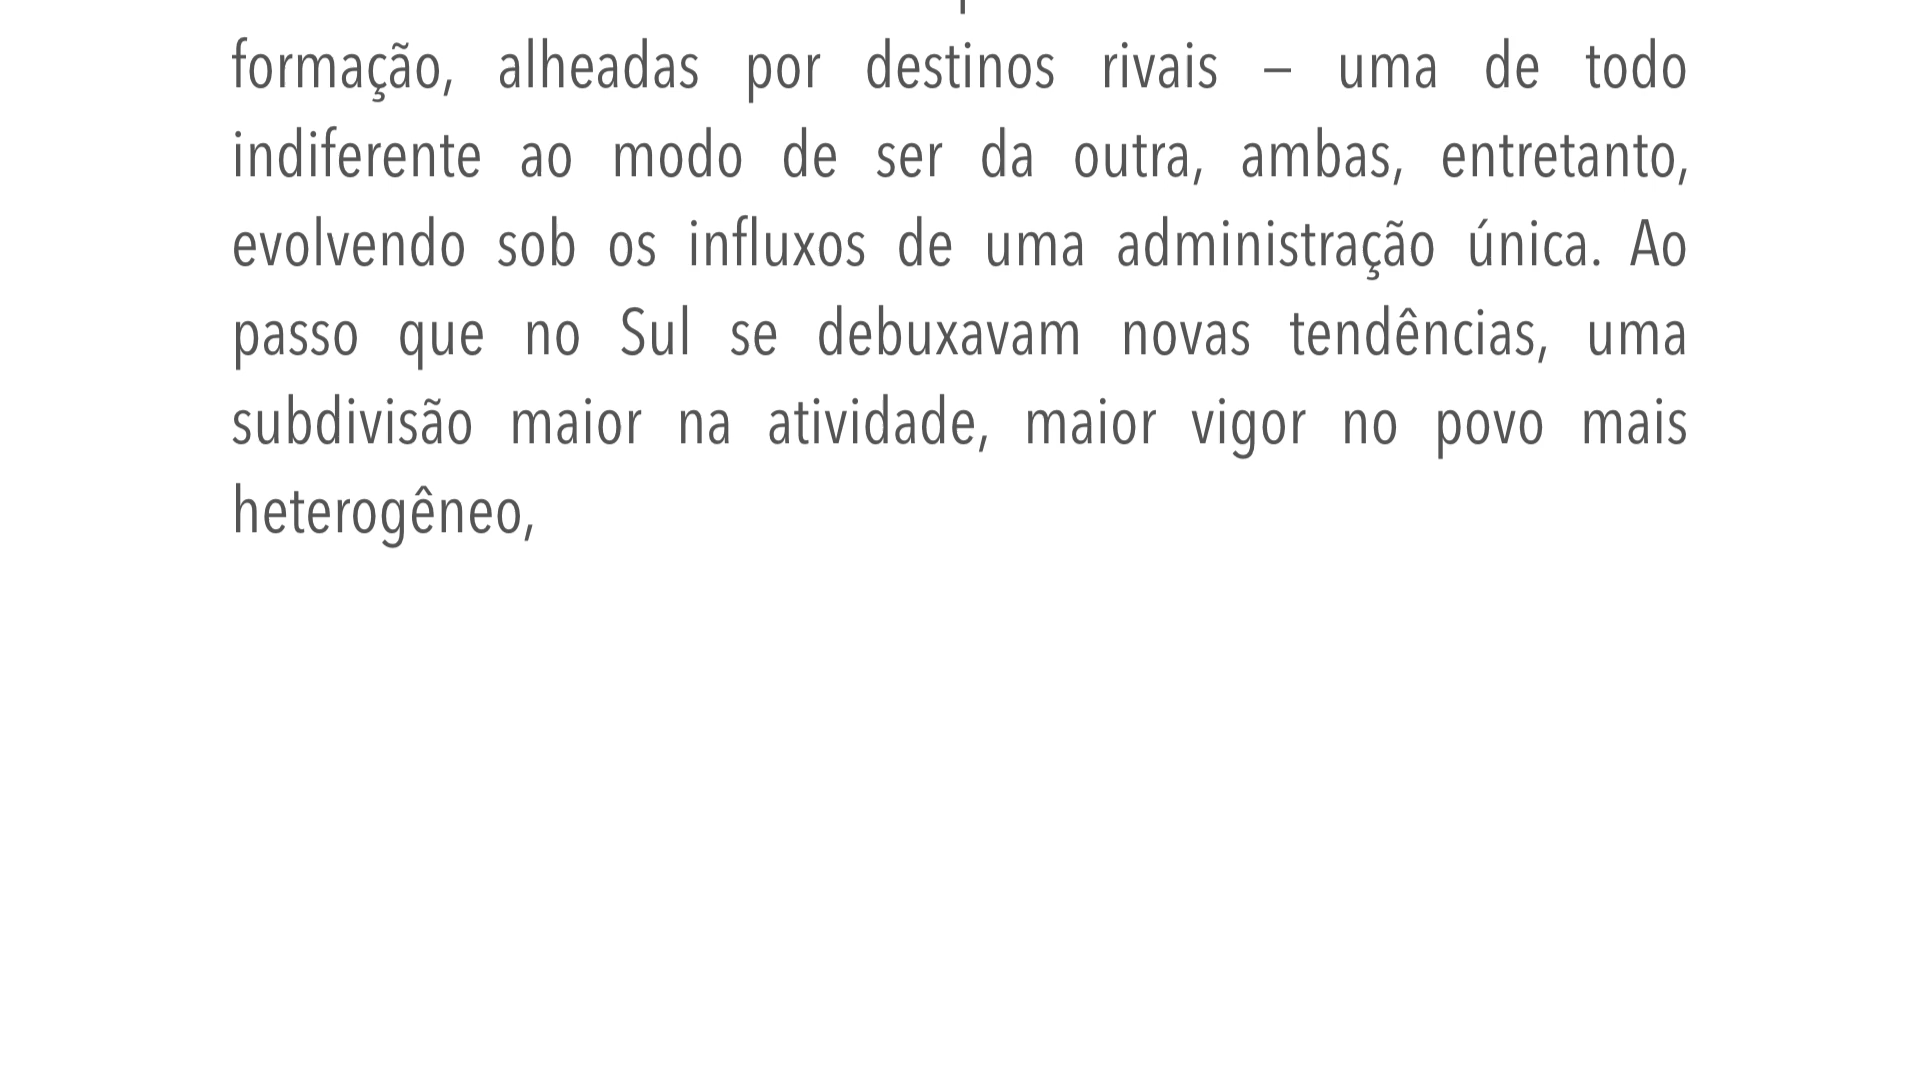 formação, alheadas por destinos rivais – uma de todo
indiferente ao modo de ser da outra, ambas, entretanto,
evolvendo sob os influxos de uma administração única. Ao
passo que no Sul se debuxavam novas tendências, uma
subdivisão maior na atividade, maior vigor no povo mais
heterogêneo,